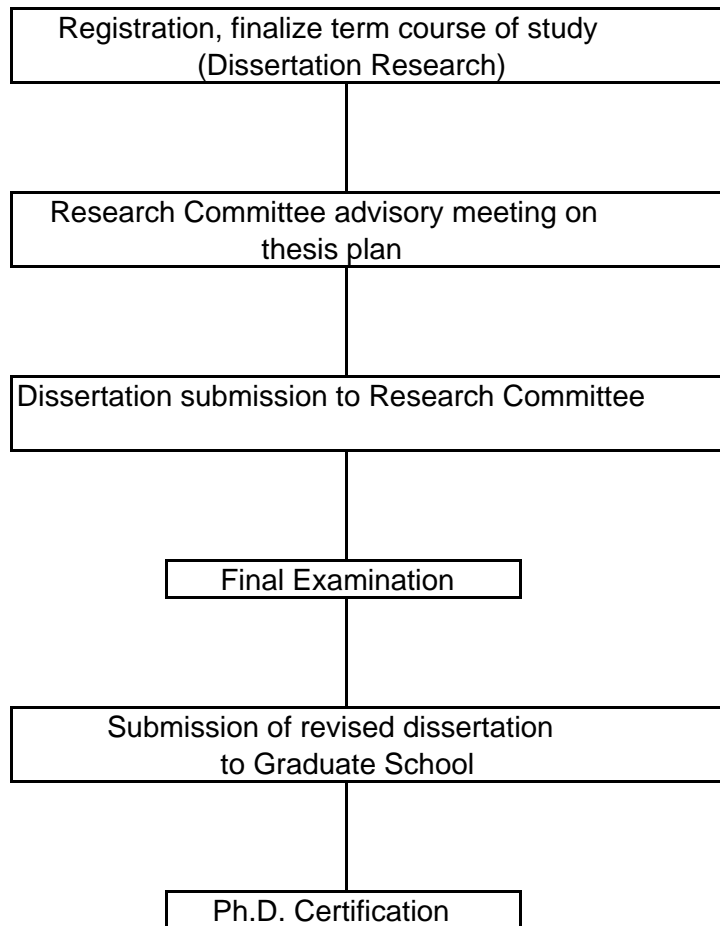 Registration, finalize term course of study
(Dissertation Research)
Research Committee advisory meeting on
thesis plan
Dissertation submission to Research Committee
Final Examination
Submission of revised dissertation
to Graduate School
Ph.D. Certification